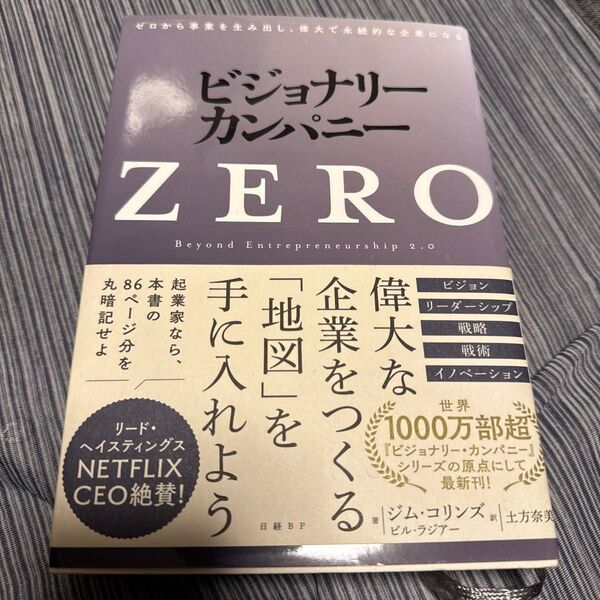 ゼロから事業を生み出し、偉大で永続的な企業になる
ビジョナリー
カンパニー
ZERO
Beyond Entrepreneurship 2.0
ビジョン
リーダーシップ
戦略
戦術
イノベーション
偉大な
企業をつくる
「地図」を
手に入れよう
起業家なら、
本書の
86ページ分を
丸暗記せよ
リード・
ヘイスティングス
NETFLIX
CEO絶賛!
世界
1000万部超
『ビジョナリー・カンパニー』
シリーズの原点にして
最新刊!
著 ジム・コリンズ
ビル・ラジアー
訳 土方奈美
日経BP